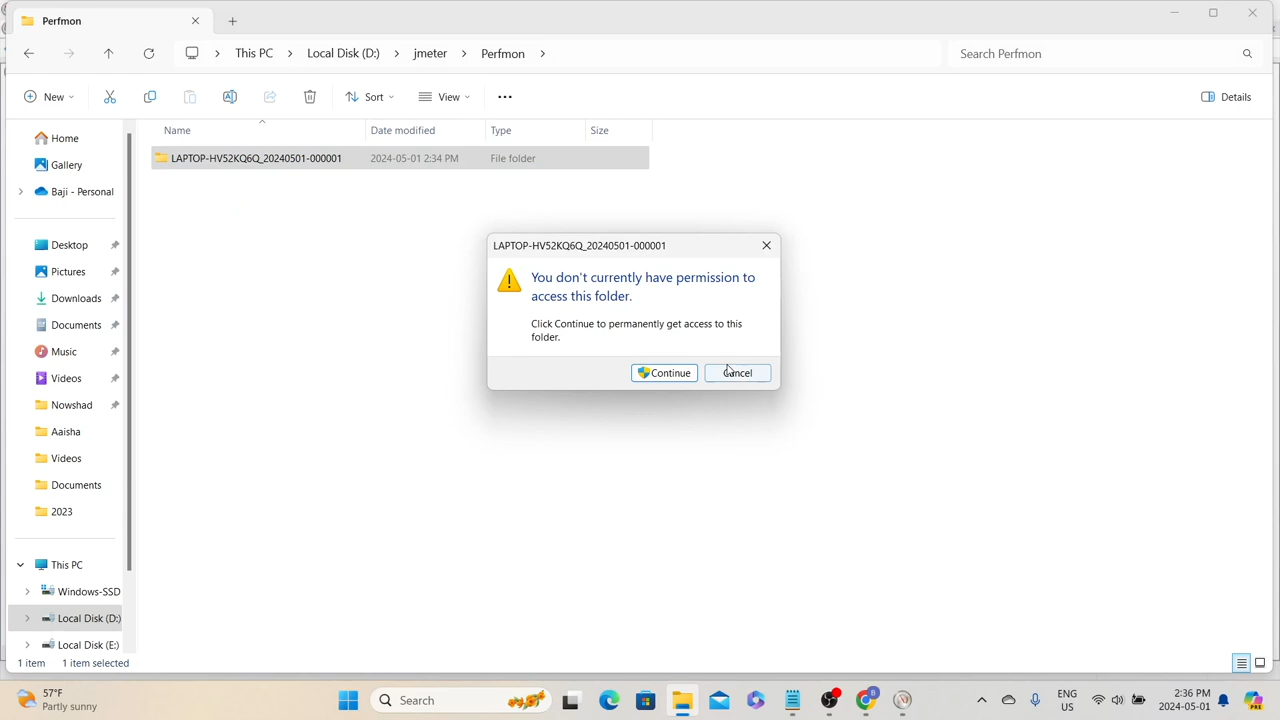 Perfmon
This PC
Local Disk (D:)
jmeter
Perfmon
Search Perfmon
New
Sort
View
Details
Name
Date modified
Type
Size
LAPTOP-HV52KQ6Q_20240501-000001
2024-05-01 2:34 PM
File folder
Home
Gallery
Baji - Personal
Desktop
Pictures
Downloads
Documents
Music
Videos
Nowshad
Aaisha
Videos
Documents
2023
This PC
Windows-SSD
Local Disk (D:)
Local Disk (E:)
LAPTOP-HV52KQ6Q_20240501-000001
You don't currently have permission to
access this folder.
Click Continue to permanently get access to this
folder.
Continue
Cancel
1 item
1 item selected
57°F
Partly sunny
Search
ENG
US
2:36 PM
2024-05-01